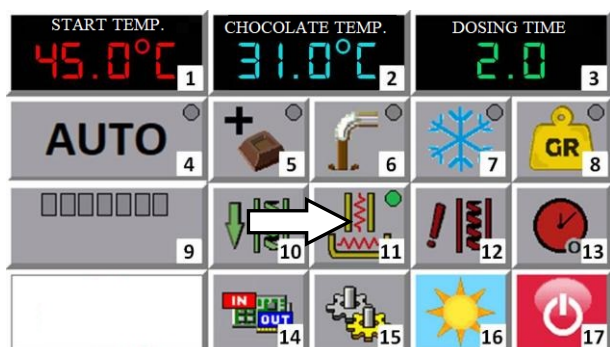 START TEMP. CHOCOLATE TEMP. DOSING TIME
45.0°C 1 31.0°C 2 2.0 3
AUTO 4 5 6 7 GR 8
9 10 11 12 13
IN OUT 14 15 16 17